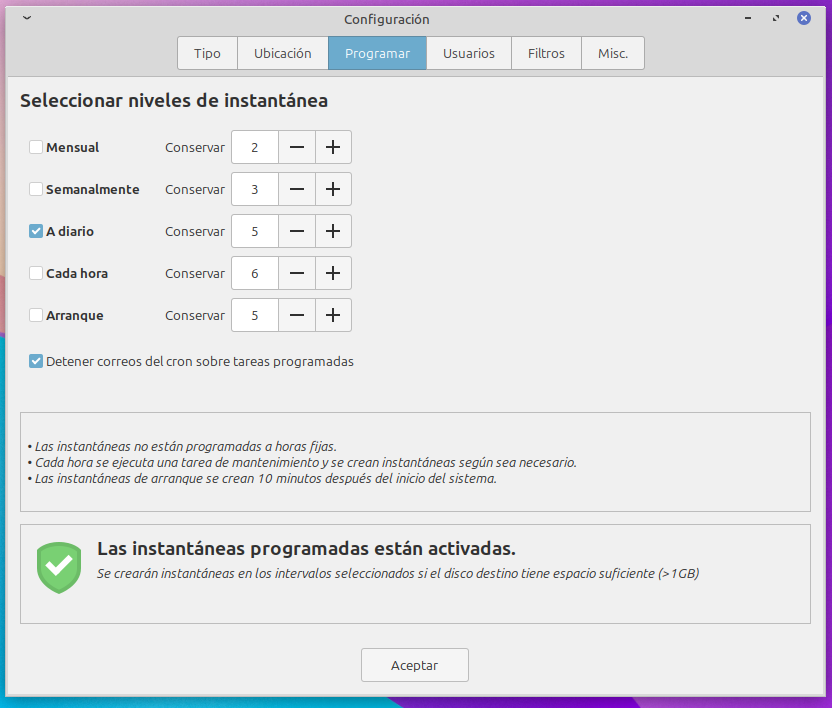 Configuración
Tipo
Ubicación
Programar
Usuarios
Filtros
Misc.
Seleccionar niveles de instantánea
Mensual Conservar 2
Semanalmente Conservar 3
A diario Conservar 5
Cada hora Conservar 6
Arranque Conservar 5
Detener correos del cron sobre tareas programadas
• Las instantáneas no están programadas a horas fijas.
• Cada hora se ejecuta una tarea de mantenimiento y se crean instantáneas según sea necesario.
• Las instantáneas de arranque se crean 10 minutos después del inicio del sistema.
Las instantáneas programadas están activadas.
Se crearán instantáneas en los intervalos seleccionados si el disco destino tiene espacio suficiente (>1GB)
Aceptar